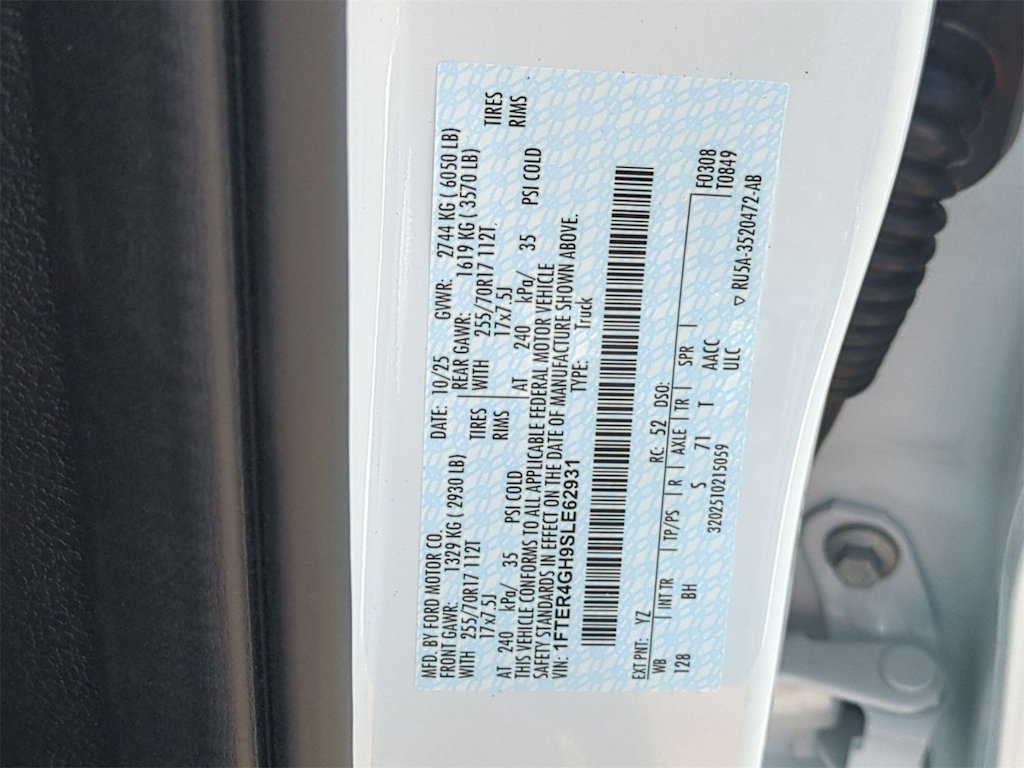 MFD. BY FORD MOTOR CO. DATE: 10/25 GVWR: 2744 KG ( 6050 LB)
FRONT GAWR: 1329 KG ( 2930 LB) REAR GAWR: 1619 KG ( 3570 LB)
WITH 255/70R17 112T TIRES WITH 255/70R17 112T. TIRES
17x7.5J RIMS 17x7.5J RIMS
AT 240 kPa/ 35 PSI COLD AT 240 kPa/ 35 PSI COLD
THIS VEHICLE CONFORMS TO ALL APPLICABLE FEDERAL MOTOR VEHICLE
SAFETY STANDARDS IN EFFECT ON THE DATE OF MANUFACTURE SHOWN ABOVE.
VIN: 1FTER4GH9SLE62931 TYPE: Truck
EXT PNT: YZ RC: 52 DSO:
WB INT TR TP/PS R AXLE TR SPR F0308
128 BH S 71 T AACC T0849
3202510215059 ULC ▽ RU5A-3520472-AB